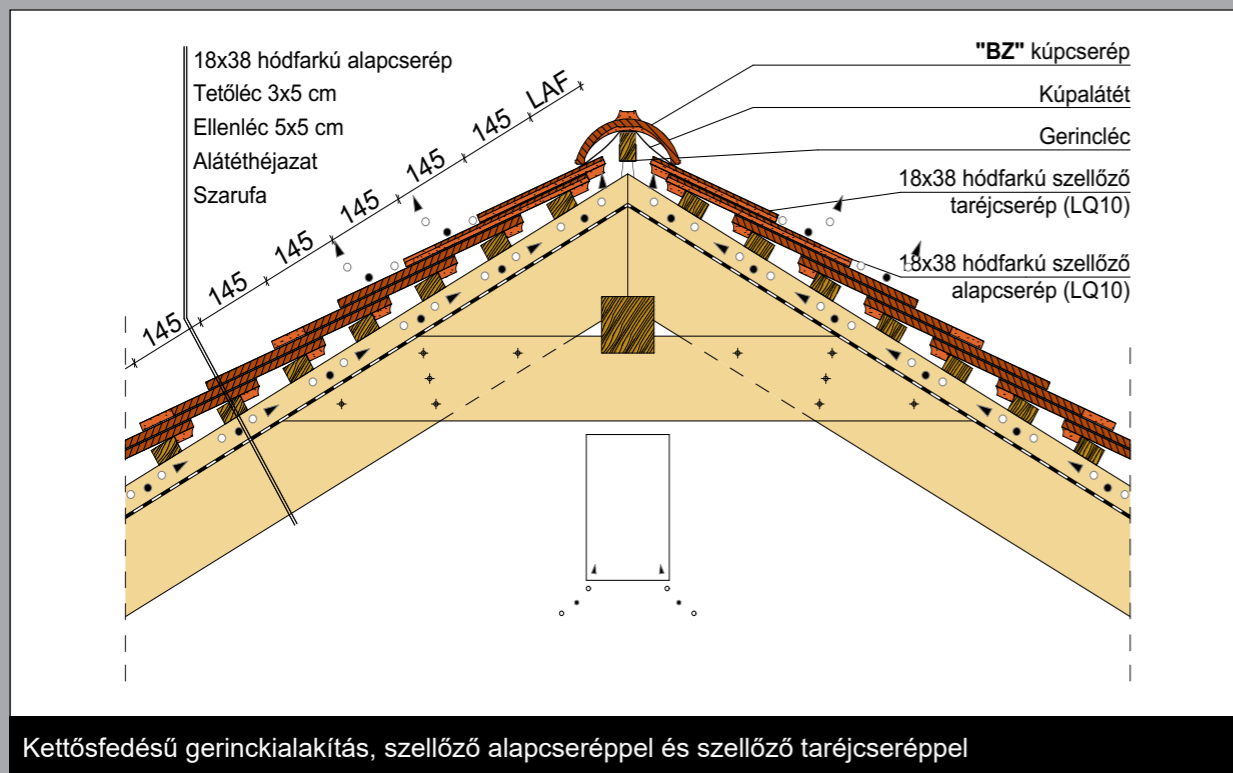 18x38 hódfarkú alapcserép
Tetőléc 3x5 cm
Ellenléc 5x5 cm
Alátéthéjazat
Szarufa
145
145
145
145
145
145
LAF
"BZ" kúpcserép
Kúpalátét
Gerincléc
18x38 hódfarkú szellőző
taréjcserép (LQ10)
18x38 hódfarkú szellőző
alapcserép (LQ10)
Kettősfedésű gerinckialakítás, szellőző alapcseréppel és szellőző taréjcseréppel